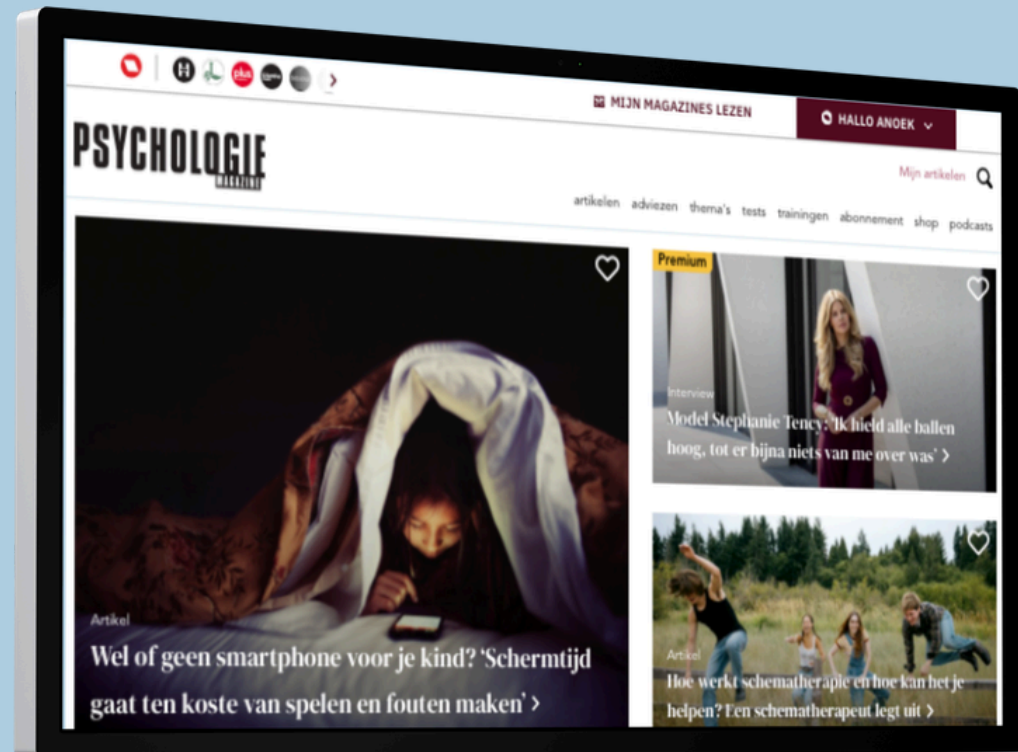 plus
MIJN MAGAZINES LEZEN
HALLO ANOEK
PSYCHOLOGIE
MAGAZINE
Mijn artikelen
artikelen adviezen thema's tests trainingen abonnement shop podcasts
Artikel
Wel of geen smartphone voor je kind? ‘Schermtijd
gaat ten koste van spelen en fouten maken’ >
Premium
Interview
Model Stephanie Tency: ‘Ik hield alle ballen
hoog, tot er bijna niets van me over was’ >
Artikel
Hoe werkt schematherapie en hoe kan het je
helpen? Een schematherapeut legt uit >